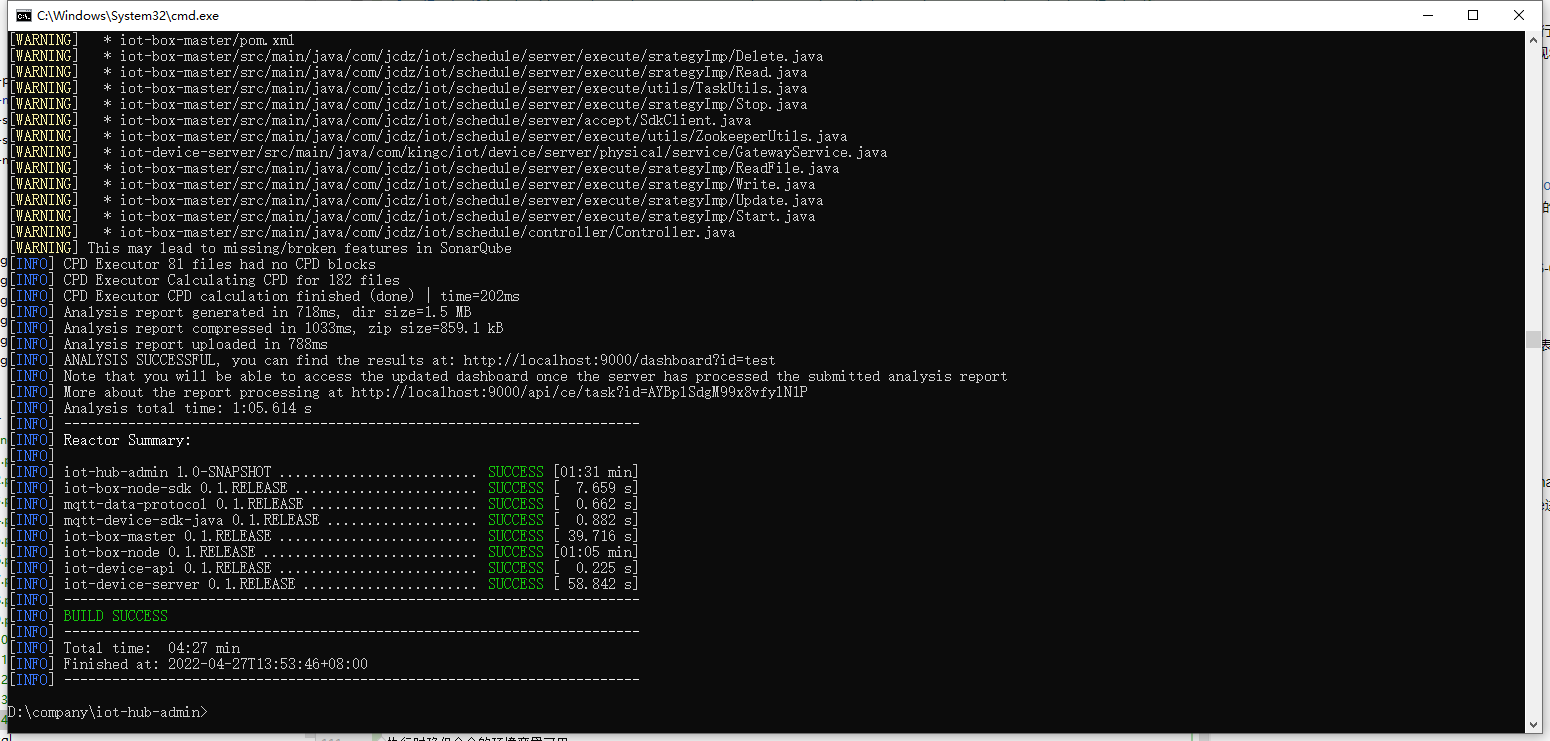 C:\Windows\System32\cmd.exe
[WARNING]   * iot-box-master/pom.xml
[WARNING]   * iot-box-master/src/main/java/com/jcdz/iot/schedule/server/execute/srategyImp/Delete.java
[WARNING]   * iot-box-master/src/main/java/com/jcdz/iot/schedule/server/execute/srategyImp/Read.java
[WARNING]   * iot-box-master/src/main/java/com/jcdz/iot/schedule/server/execute/utils/TaskUtils.java
[WARNING]   * iot-box-master/src/main/java/com/jcdz/iot/schedule/server/execute/srategyImp/Stop.java
[WARNING]   * iot-box-master/src/main/java/com/jcdz/iot/schedule/server/accept/SdkClient.java
[WARNING]   * iot-box-master/src/main/java/com/jcdz/iot/schedule/server/execute/utils/ZookeeperUtils.java
[WARNING]   * iot-device-server/src/main/java/com/kingc/iot/device/server/physical/service/GatewayService.java
[WARNING]   * iot-box-master/src/main/java/com/jcdz/iot/schedule/server/execute/srategyImp/ReadFile.java
[WARNING]   * iot-box-master/src/main/java/com/jcdz/iot/schedule/server/execute/srategyImp/Write.java
[WARNING]   * iot-box-master/src/main/java/com/jcdz/iot/schedule/server/execute/srategyImp/Update.java
[WARNING]   * iot-box-master/src/main/java/com/jcdz/iot/schedule/server/execute/srategyImp/Start.java
[WARNING]   * iot-box-master/src/main/java/com/jcdz/iot/schedule/controller/Controller.java
[WARNING] This may lead to missing/broken features in SonarQube
[INFO] CPD Executor 81 files had no CPD blocks
[INFO] CPD Executor Calculating CPD for 182 files
[INFO] CPD Executor CPD calculation finished (done) | time=202ms
[INFO] Analysis report generated in 718ms, dir size=1.5 MB
[INFO] Analysis report compressed in 1033ms, zip size=859.1 kB
[INFO] Analysis report uploaded in 788ms
[INFO] ANALYSIS SUCCESSFUL, you can find the results at: http://localhost:9000/dashboard?id=test
[INFO] Note that you will be able to access the updated dashboard once the server has processed the submitted analysis report
[INFO] More about the report processing at http://localhost:9000/api/ce/task?id=AYBplSdgM99x8vfylN1P
[INFO] Analysis total time: 1:05.614 s
[INFO] ------------------------------------------------------------------------
[INFO] Reactor Summary:
[INFO]
[INFO] iot-hub-admin 1.0-SNAPSHOT ......................... SUCCESS [01:31 min]
[INFO] iot-box-node-sdk 0.1.RELEASE ....................... SUCCESS [  7.659 s]
[INFO] mqtt-data-protocol 0.1.RELEASE ..................... SUCCESS [  0.662 s]
[INFO] mqtt-device-sdk-java 0.1.RELEASE ................... SUCCESS [  0.882 s]
[INFO] iot-box-master 0.1.RELEASE ......................... SUCCESS [ 39.716 s]
[INFO] iot-box-node 0.1.RELEASE ........................... SUCCESS [01:05 min]
[INFO] iot-device-api 0.1.RELEASE ......................... SUCCESS [  0.225 s]
[INFO] iot-device-server 0.1.RELEASE ...................... SUCCESS [ 58.842 s]
[INFO] ------------------------------------------------------------------------
[INFO] BUILD SUCCESS
[INFO] ------------------------------------------------------------------------
[INFO] Total time:  04:27 min
[INFO] Finished at: 2022-04-27T13:53:46+08:00
[INFO] ------------------------------------------------------------------------
D:\company\iot-hub-admin>